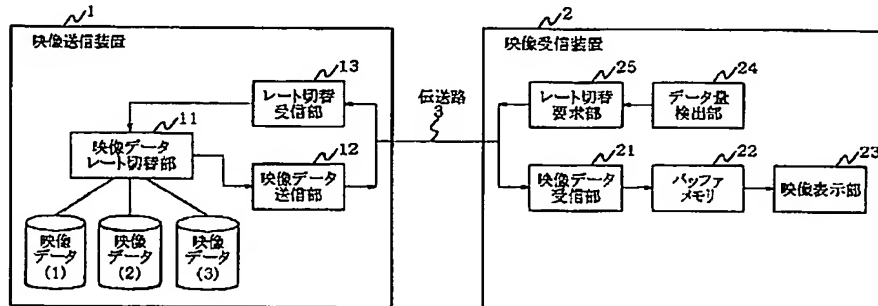 1
映像送信装置
13
レート切替
受信部
11
映像データ
レート切替部
12
映像データ
送信部
映像
データ
(1)
映像
データ
(2)
映像
データ
(3)
伝送路
3
2
映像受信装置
25
レート切替
要求部
24
データ量
検出部
21
映像データ
受信部
22
バッファ
メモリ
23
映像表示部